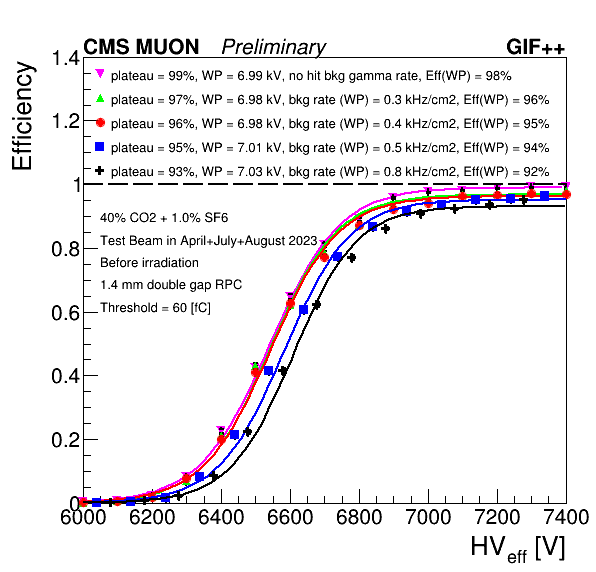 CMS MUON Preliminary GIF++
Efficiency
1.4
1.2
1
0.8
0.6
0.4
0.2
0
plateau = 99%, WP = 6.99 kV, no hit bkg gamma rate, Eff(WP) = 98%
plateau = 97%, WP = 6.98 kV, bkg rate (WP) = 0.3 kHz/cm2, Eff(WP) = 96%
plateau = 96%, WP = 6.98 kV, bkg rate (WP) = 0.4 kHz/cm2, Eff(WP) = 95%
plateau = 95%, WP = 7.01 kV, bkg rate (WP) = 0.5 kHz/cm2, Eff(WP) = 94%
plateau = 93%, WP = 7.03 kV, bkg rate (WP) = 0.8 kHz/cm2, Eff(WP) = 92%
40% CO2 + 1.0% SF6
Test Beam in April+July+August 2023
Before irradiation
1.4 mm double gap RPC
Threshold = 60 [fC]
6000 6200 6400 6600 6800 7000 7200 7400
HVeff [V]